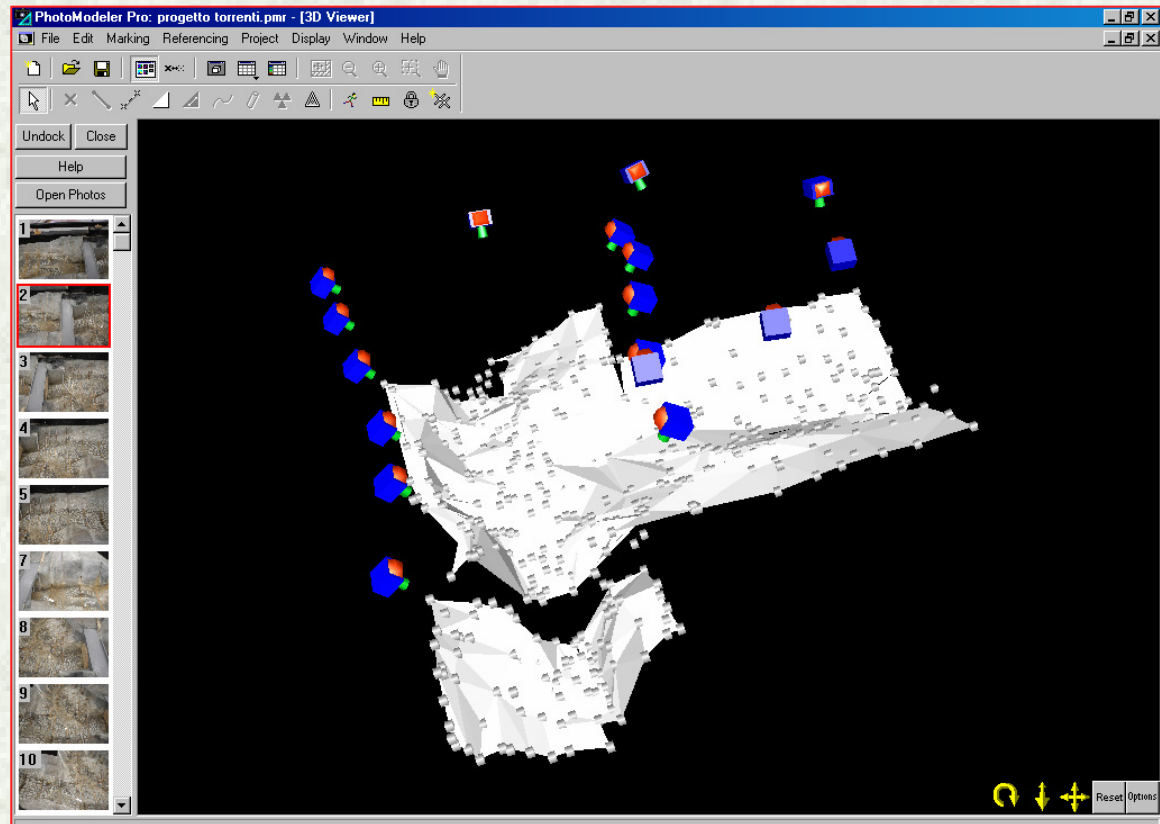 PhotoModeler Pro: progetto torrenti.pmr - [3D Viewer]
File Edit Marking Referencing Project Display Window Help
Undock Close
Help
Open Photos
1
2
3
4
5
7
8
9
10
Reset Options